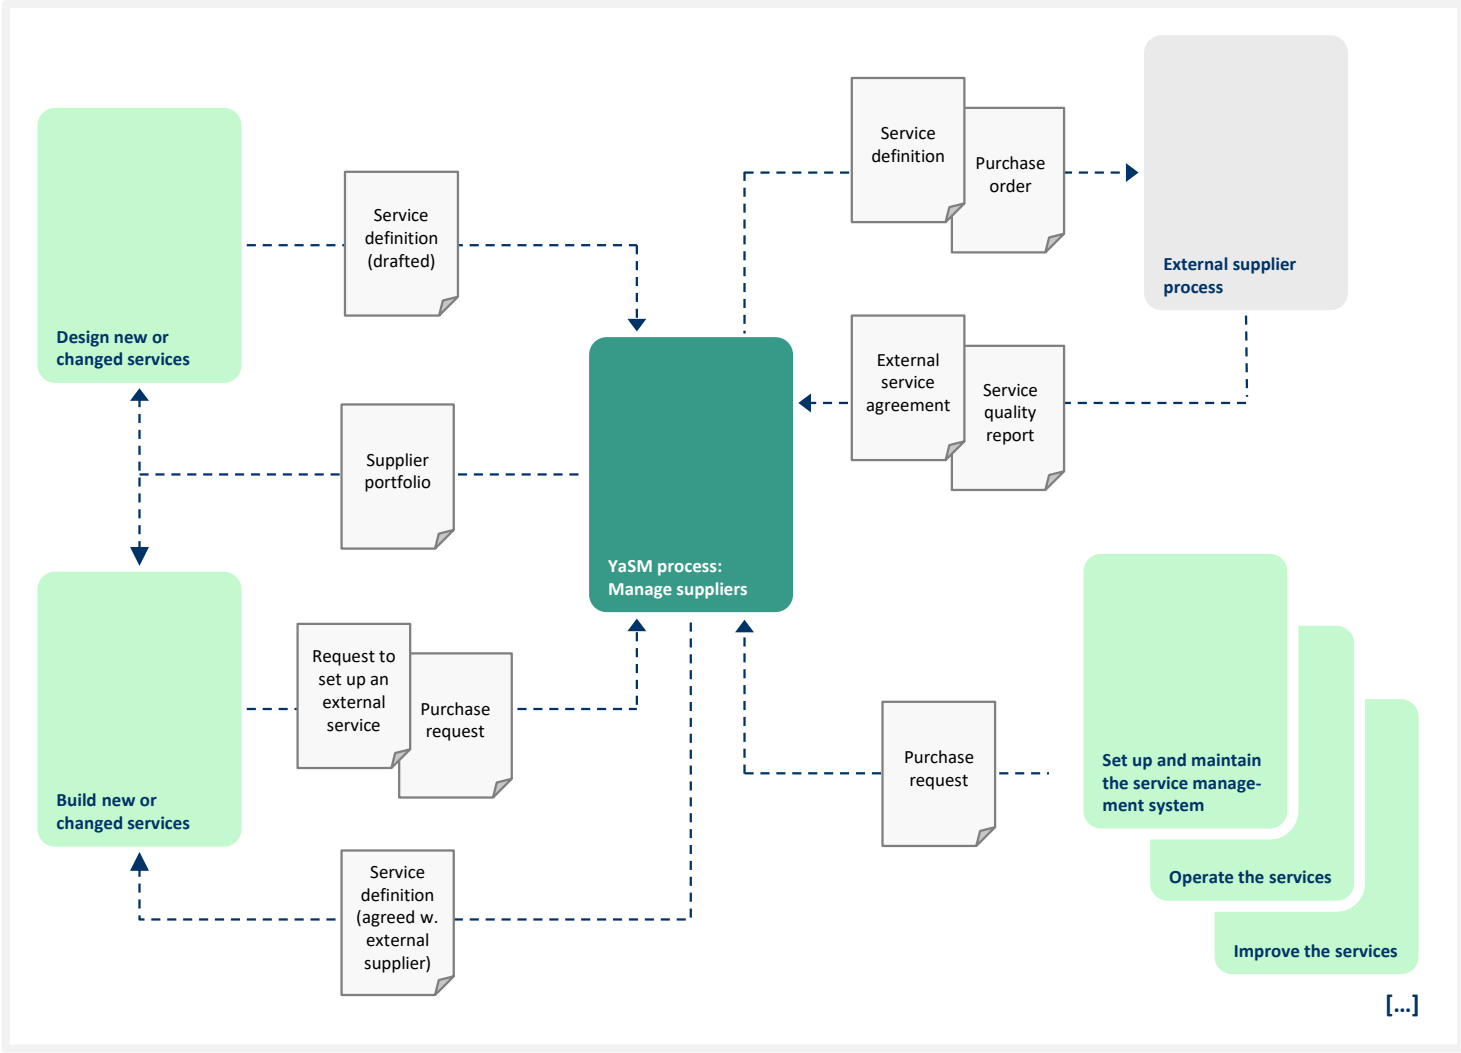 Service
definition
Purchase
order
External supplier
process
Service
definition
(drafted)
Design new or
changed services
External
service
agreement
Service
quality
report
Supplier
portfolio
YaSM process:
Manage suppliers
Request to
set up an
external
service
Purchase
request
Build new or
changed services
Purchase
request
Set up and maintain
the service manage-
ment system
Operate the services
Improve the services
Service
definition
(agreed w.
external
supplier)
[...]